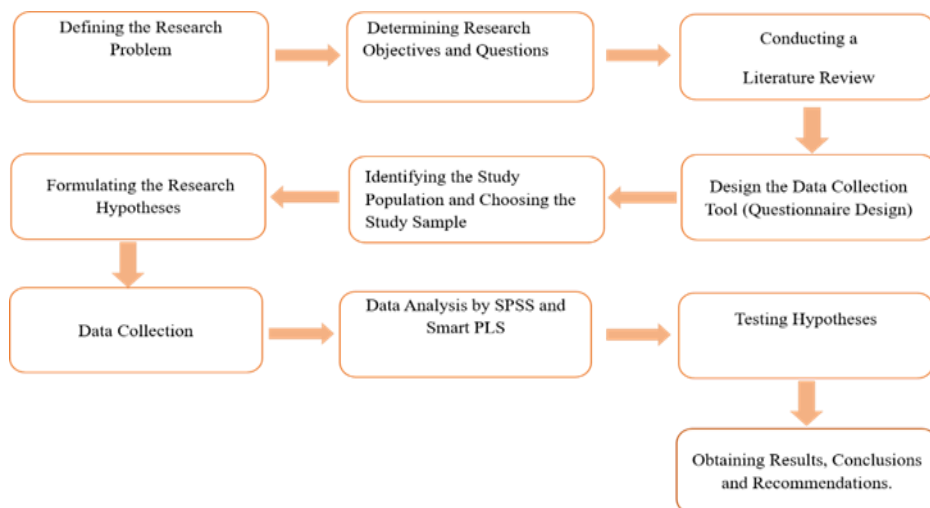 Defining the Research
Problem
Determining Research
Objectives and Questions
Conducting a
Literature Review
Design the Data Collection
Tool (Questionnaire Design)
Identifying the Study
Population and Choosing the
Study Sample
Formulating the Research
Hypotheses
Data Collection
Data Analysis by SPSS and
Smart PLS
Testing Hypotheses
Obtaining Results, Conclusions
and Recommendations.